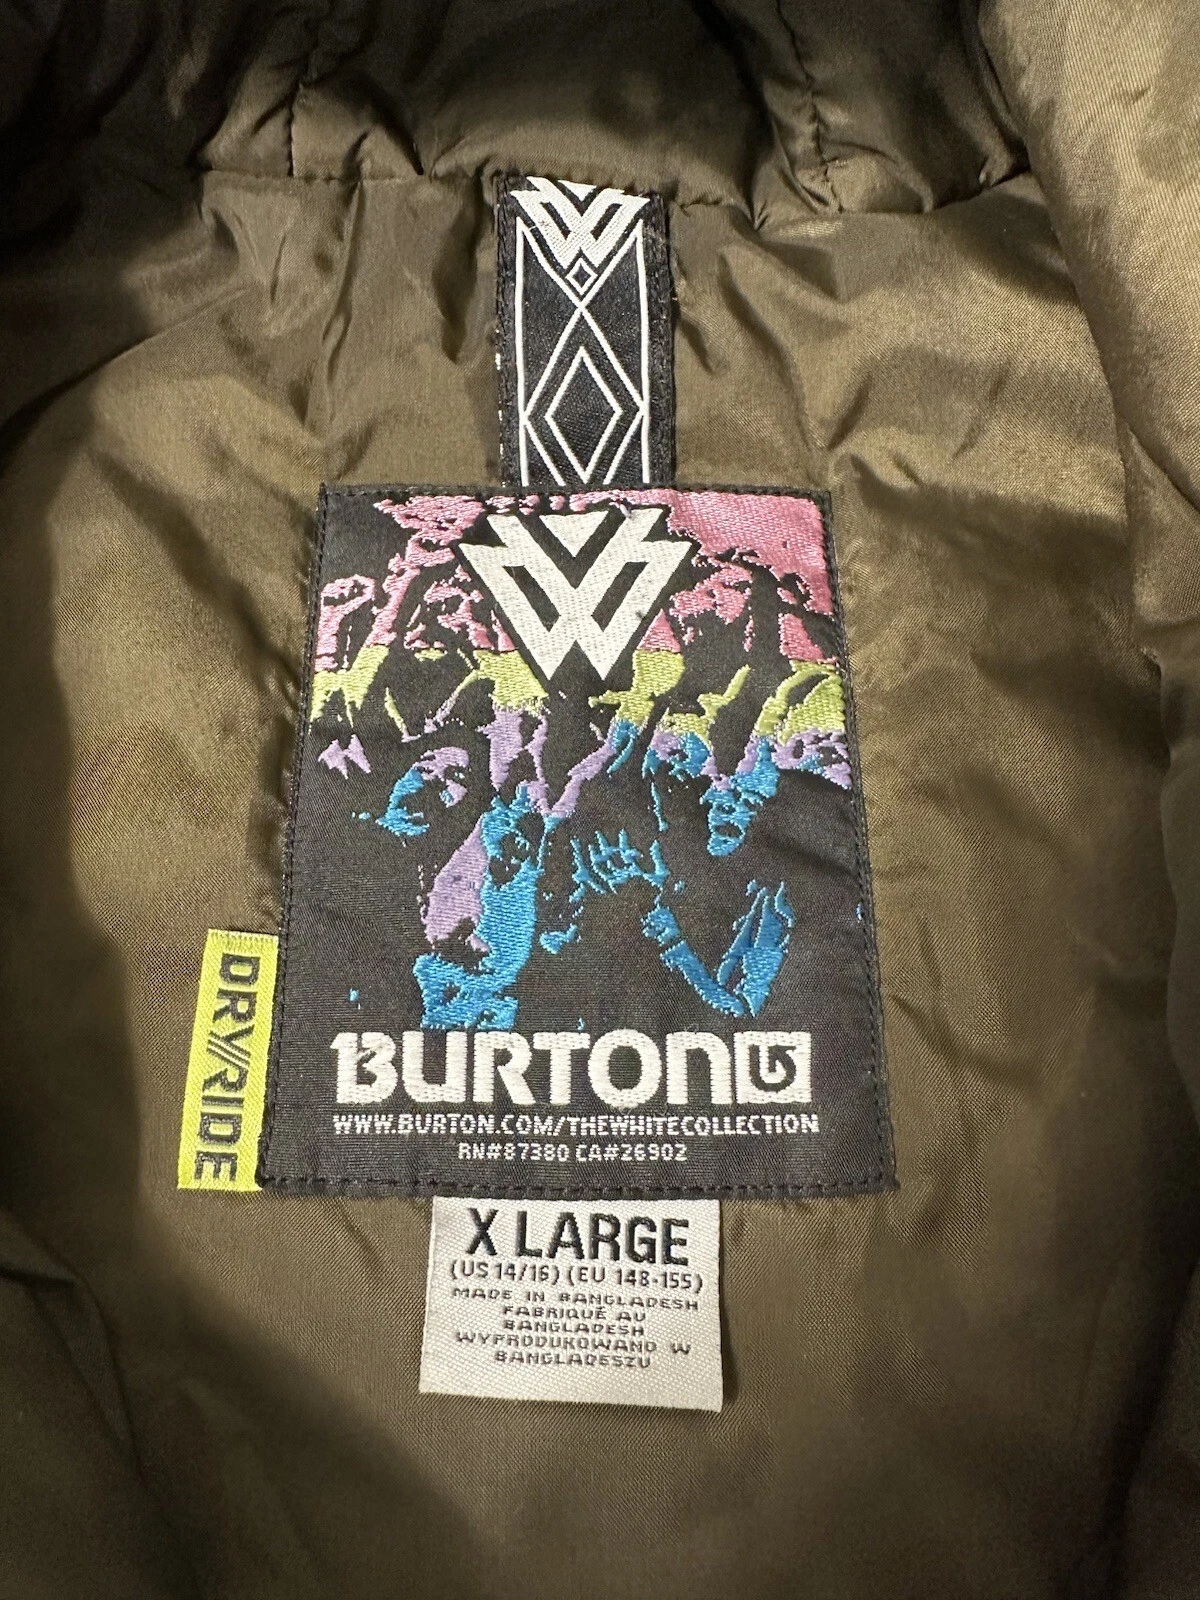 BURTON
WWW.BURTON.COM/THEWHITECOLLECTION
RN#87380 CA#26902
DRY//RIDE
X LARGE
(US 14/16) (EU 148-155)
MADE IN BANGLADESH
FABRIQUÉ AU
BANGLADESH
WYPRODUKOWANO W
BANGLADESZU